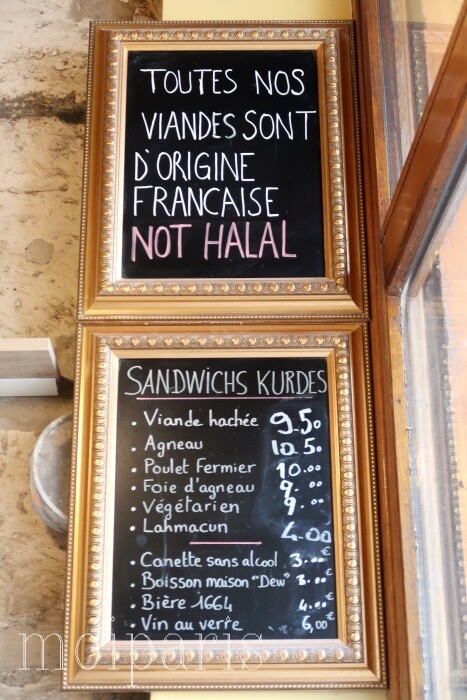 TOUTES NOS
VIANDES SONT
D'ORIGINE
FRANCAISE
NOT HALAL
SANDWICHS KURDES
• Viande hachée 9.50
• Agneau 10.50
• Poulet Fermier 10.00
• Foie d'agneau 9.00
• Végétarien 9.00
• Lahmacun 4.00
• Canette sans alcool 3.00€
• Boisson maison "Dew" 3.00€
• Bière 1664 4.00€
• Vin au verre 6,00€
moiparis